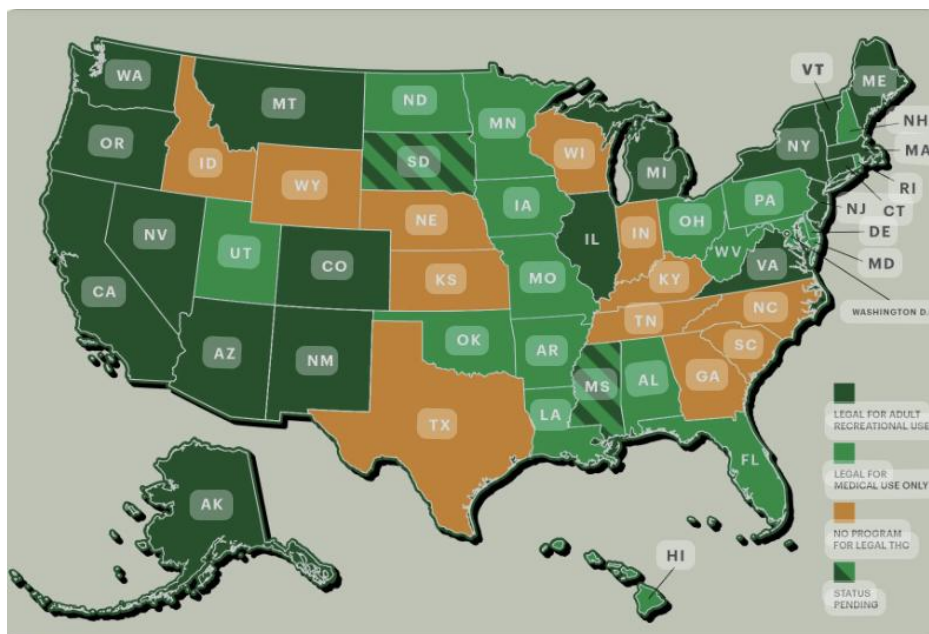 WA
MT
ND
MN
VT
ME
OR
ID
SD
WI
NY
NH
MA
WY
MI
RI
IA
PA
NJ
CT
NE
OH
DE
NV
UT
IL
IN
WV
MD
CA
CO
KS
MO
KY
VA
WASHINGTON D.
TN
NC
AZ
NM
OK
AR
SC
MS
AL
GA
TX
LA
LEGAL FOR ADULT
RECREATIONAL USE
FL
LEGAL FOR
MEDICAL USE ONLY
AK
NO PROGRAM
FOR LEGAL THC
HI
STATUS
PENDING